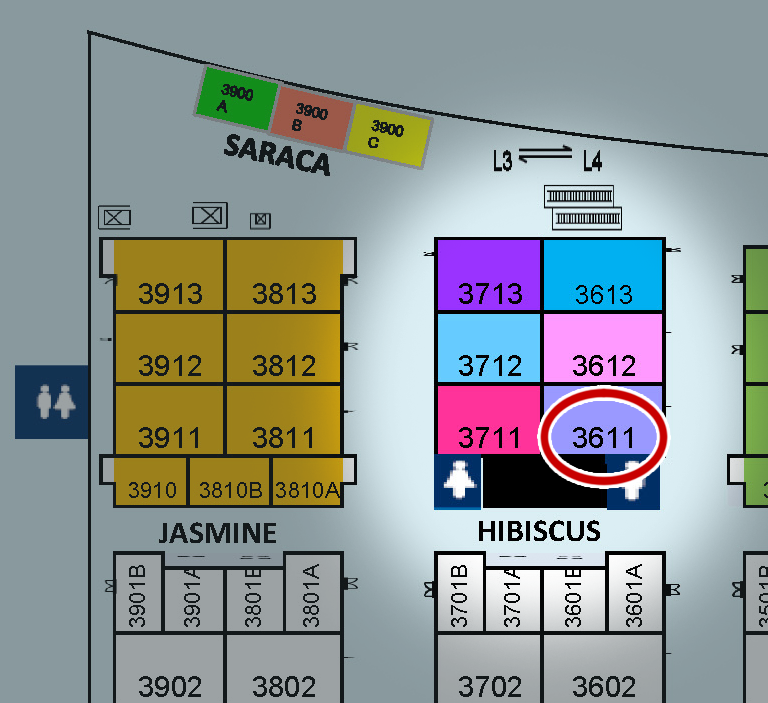 3900
A
3900
B
3900
C
SARACA
L3 L4
3913 3813
3713 3613
3912 3812
3712 3612
3911 3811
3711 3611
3910 3810B 3810A
JASMINE
HIBISCUS
3901B 3901A 3801B 3801A
3701B 3701A 3601B 3601A
3902 3802
3702 3602